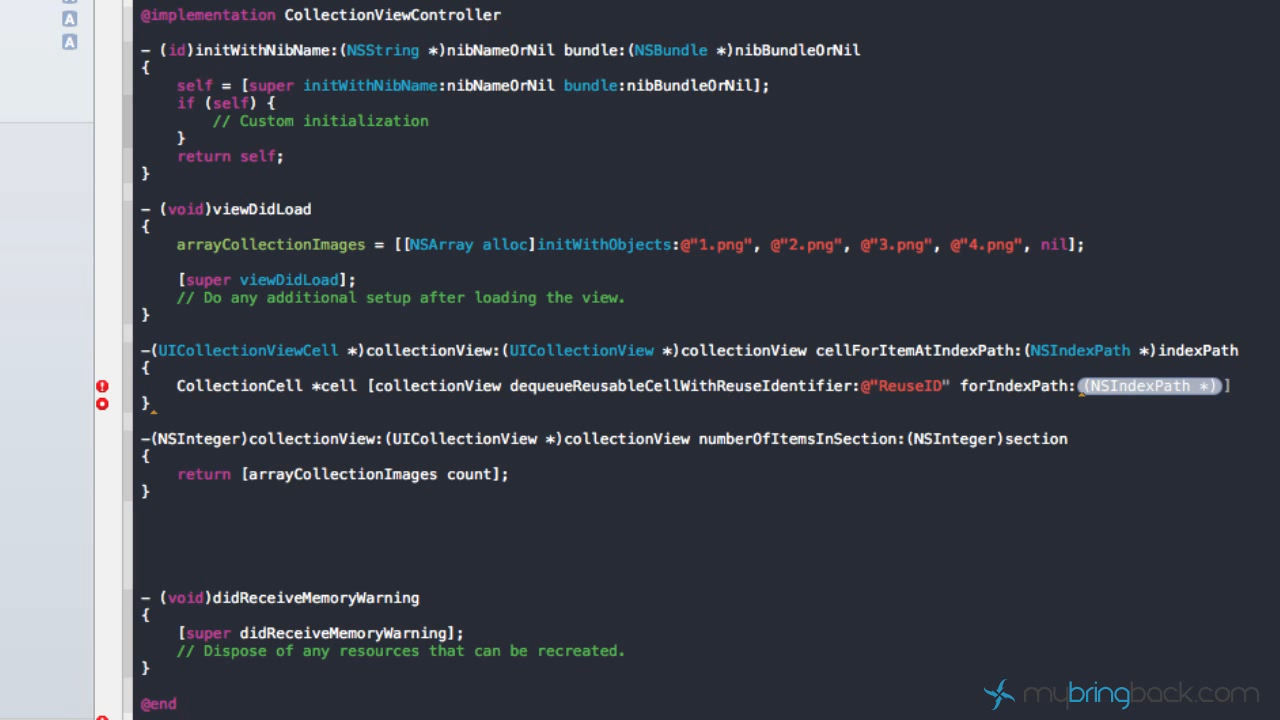 A
A
@implementation CollectionViewController
- (id)initWithNibName:(NSString *)nibNameOrNil bundle:(NSBundle *)nibBundleOrNil
{
    self = [super initWithNibName:nibNameOrNil bundle:nibBundleOrNil];
    if (self) {
        // Custom initialization
    }
    return self;
}
- (void)viewDidLoad
{
    arrayCollectionImages = [[NSArray alloc]initWithObjects:@"1.png", @"2.png", @"3.png", @"4.png", nil];
    [super viewDidLoad];
    // Do any additional setup after loading the view.
}
-(UICollectionViewCell *)collectionView:(UICollectionView *)collectionView cellForItemAtIndexPath:(NSIndexPath *)indexPath
{
    CollectionCell *cell [collectionView dequeueReusableCellWithReuseIdentifier:@"ReuseID" forIndexPath:(NSIndexPath *)]
}
-(NSInteger)collectionView:(UICollectionView *)collectionView numberOfItemsInSection:(NSInteger)section
{
    return [arrayCollectionImages count];
}
- (void)didReceiveMemoryWarning
{
    [super didReceiveMemoryWarning];
    // Dispose of any resources that can be recreated.
}
@end
mybringback.com